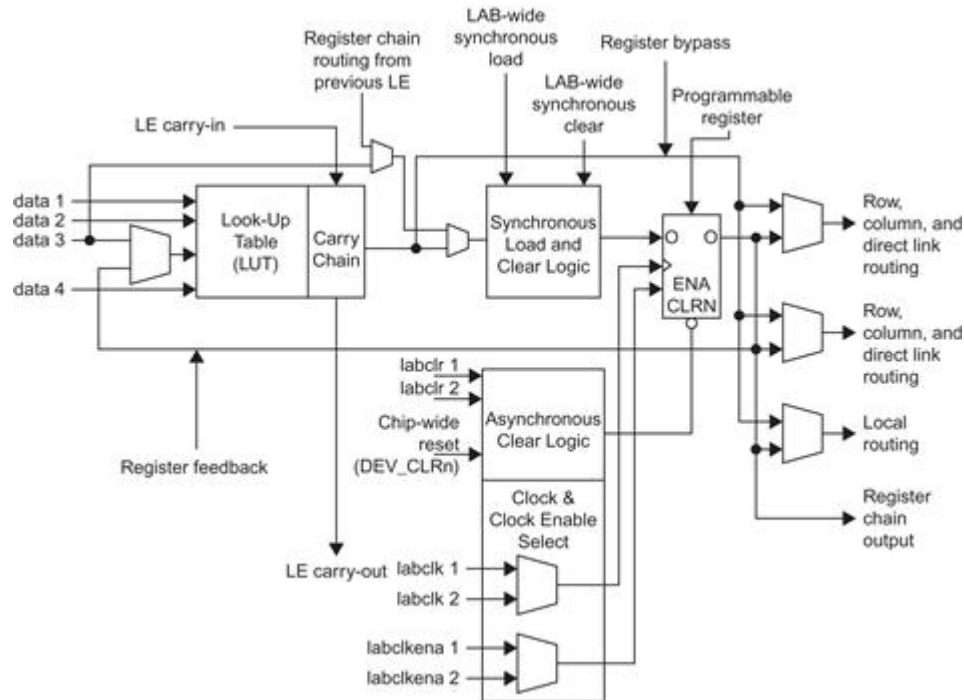 LAB-wide
synchronous
load
Register chain
routing from
previous LE
Register bypass
LAB-wide
synchronous
clear
Programmable
register
LE carry-in
data 1
data 2
data 3
data 4
Look-Up
Table
(LUT)
Carry
Chain
Synchronous
Load and
Clear Logic
O O
ENA
CLRN
Row,
column, and
direct link
routing
Row,
column, and
direct link
routing
Local
routing
Register
chain
output
Register feedback
labclr 1
labclr 2
Chip-wide
reset
(DEV_CLRn)
Asynchronous
Clear Logic
Clock &
Clock Enable
Select
LE carry-out
labclk 1
labclk 2
labclkena 1
labclkena 2